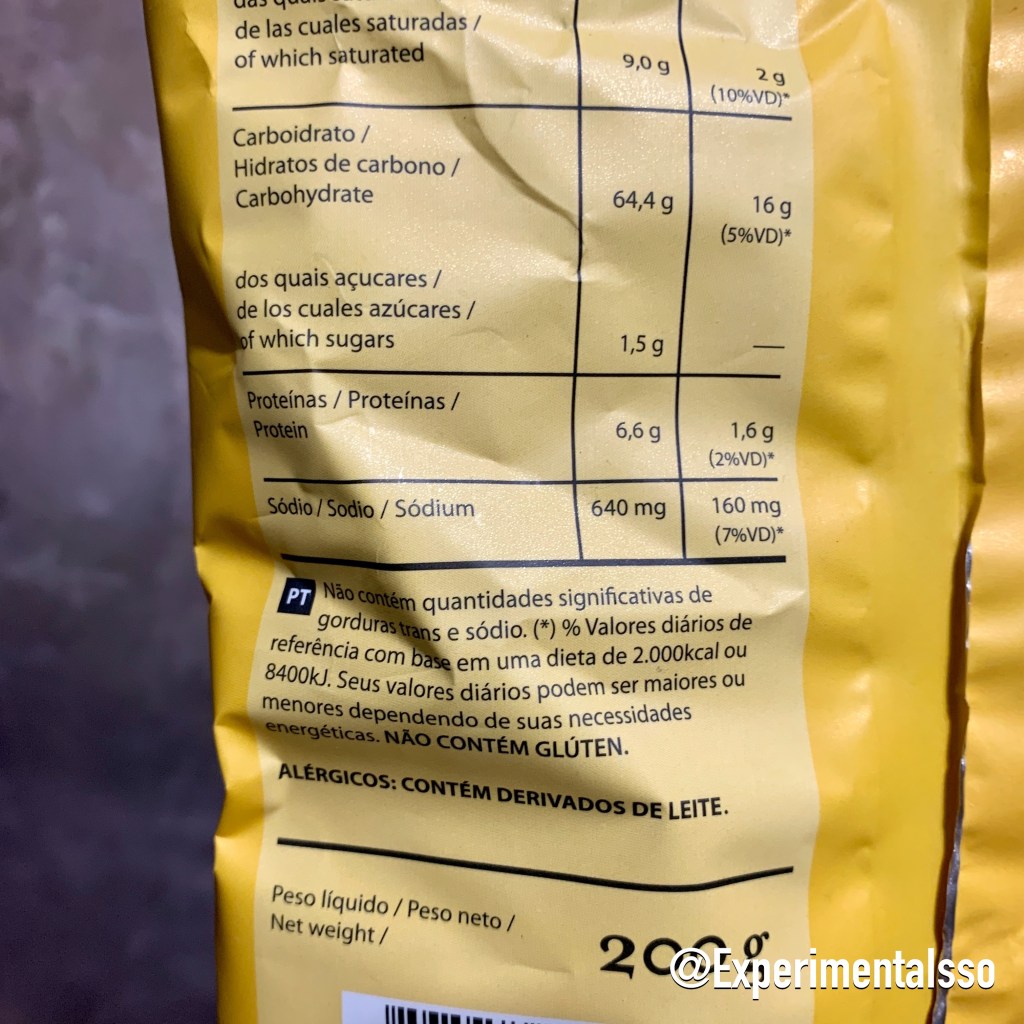 das quais
de las cuales saturadas /
of which saturated 9,0 g 2 g
(10%VD)*
Carboidrato /
Hidratos de carbono /
Carbohydrate 64,4 g 16 g
(5%VD)*
dos quais açucares /
de los cuales azúcares /
of which sugars 1,5 g —
Proteínas / Proteínas /
Protein 6,6 g 1,6 g
(2%VD)*
Sódio / Sodio / Sódium 640 mg 160 mg
(7%VD)*
PT Não contém quantidades significativas de
gorduras trans e sódio. (*) % Valores diários de
referência com base em uma dieta de 2.000kcal ou
8400kJ. Seus valores diários podem ser maiores ou
menores dependendo de suas necessidades
energéticas. NÃO CONTÉM GLÚTEN.
ALÉRGICOS: CONTÉM DERIVADOS DE LEITE.
Peso líquido / Peso neto /
Net weight / 200 g
@Experimentalsso